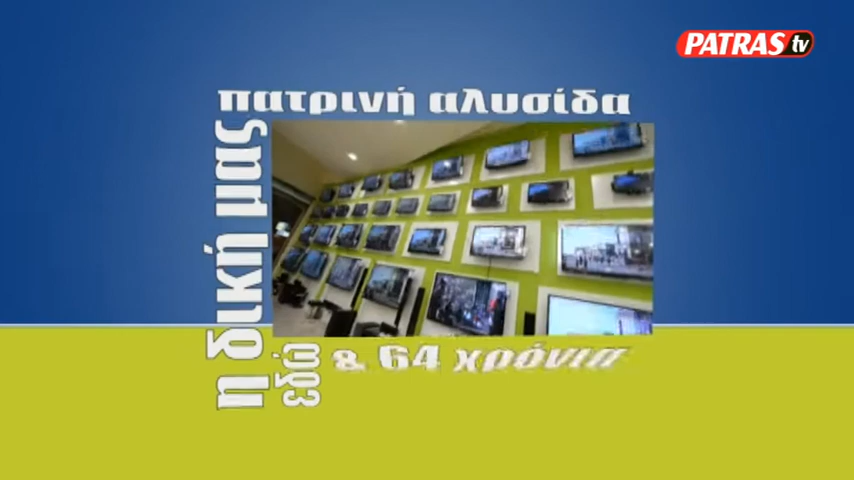 PATRAS tv
η δική μας
πατρινή αλυσίδα
εδώ
& 64 χρόνια